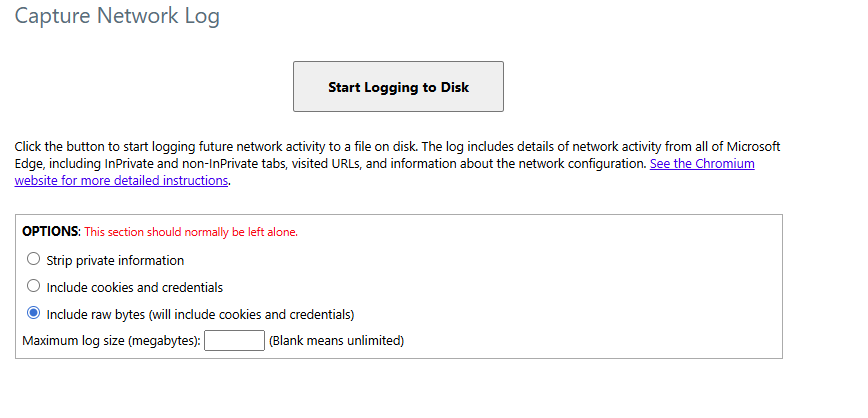 Capture Network Log
Start Logging to Disk
Click the button to start logging future network activity to a file on disk. The log includes details of network activity from all of Microsoft
Edge, including InPrivate and non-InPrivate tabs, visited URLs, and information about the network configuration. See the Chromium
website for more detailed instructions.
OPTIONS: This section should normally be left alone.
Strip private information
Include cookies and credentials
Include raw bytes (will include cookies and credentials)
Maximum log size (megabytes): (Blank means unlimited)